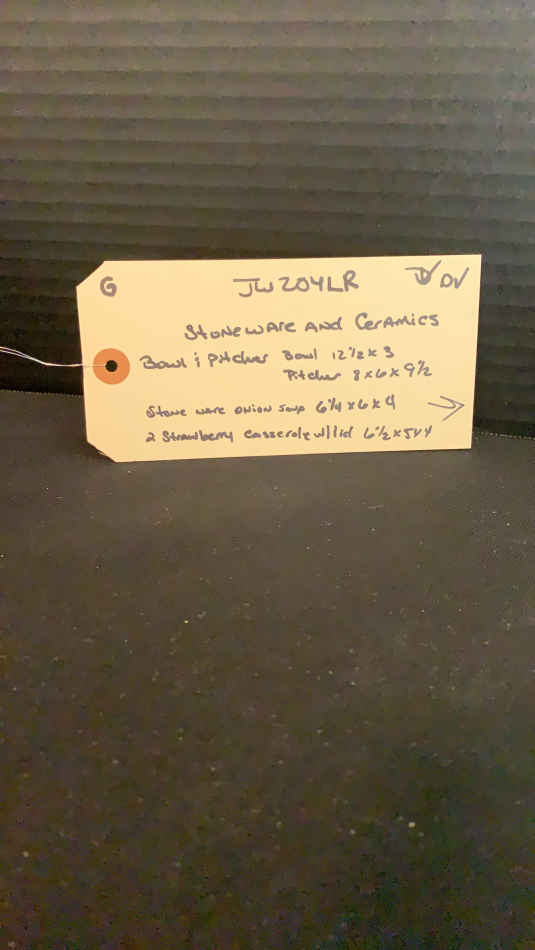 G JW204LR DV
Stoneware and Ceramics
Bowl & Pitcher Bowl 12 1/2 x 3
Pitcher 8 x 6 x 9 1/2
Stone ware onion soup 6 1/4 x 6 x 4 →
2 Strawberry Casserole w/lid 6 1/2 x 5 x 4